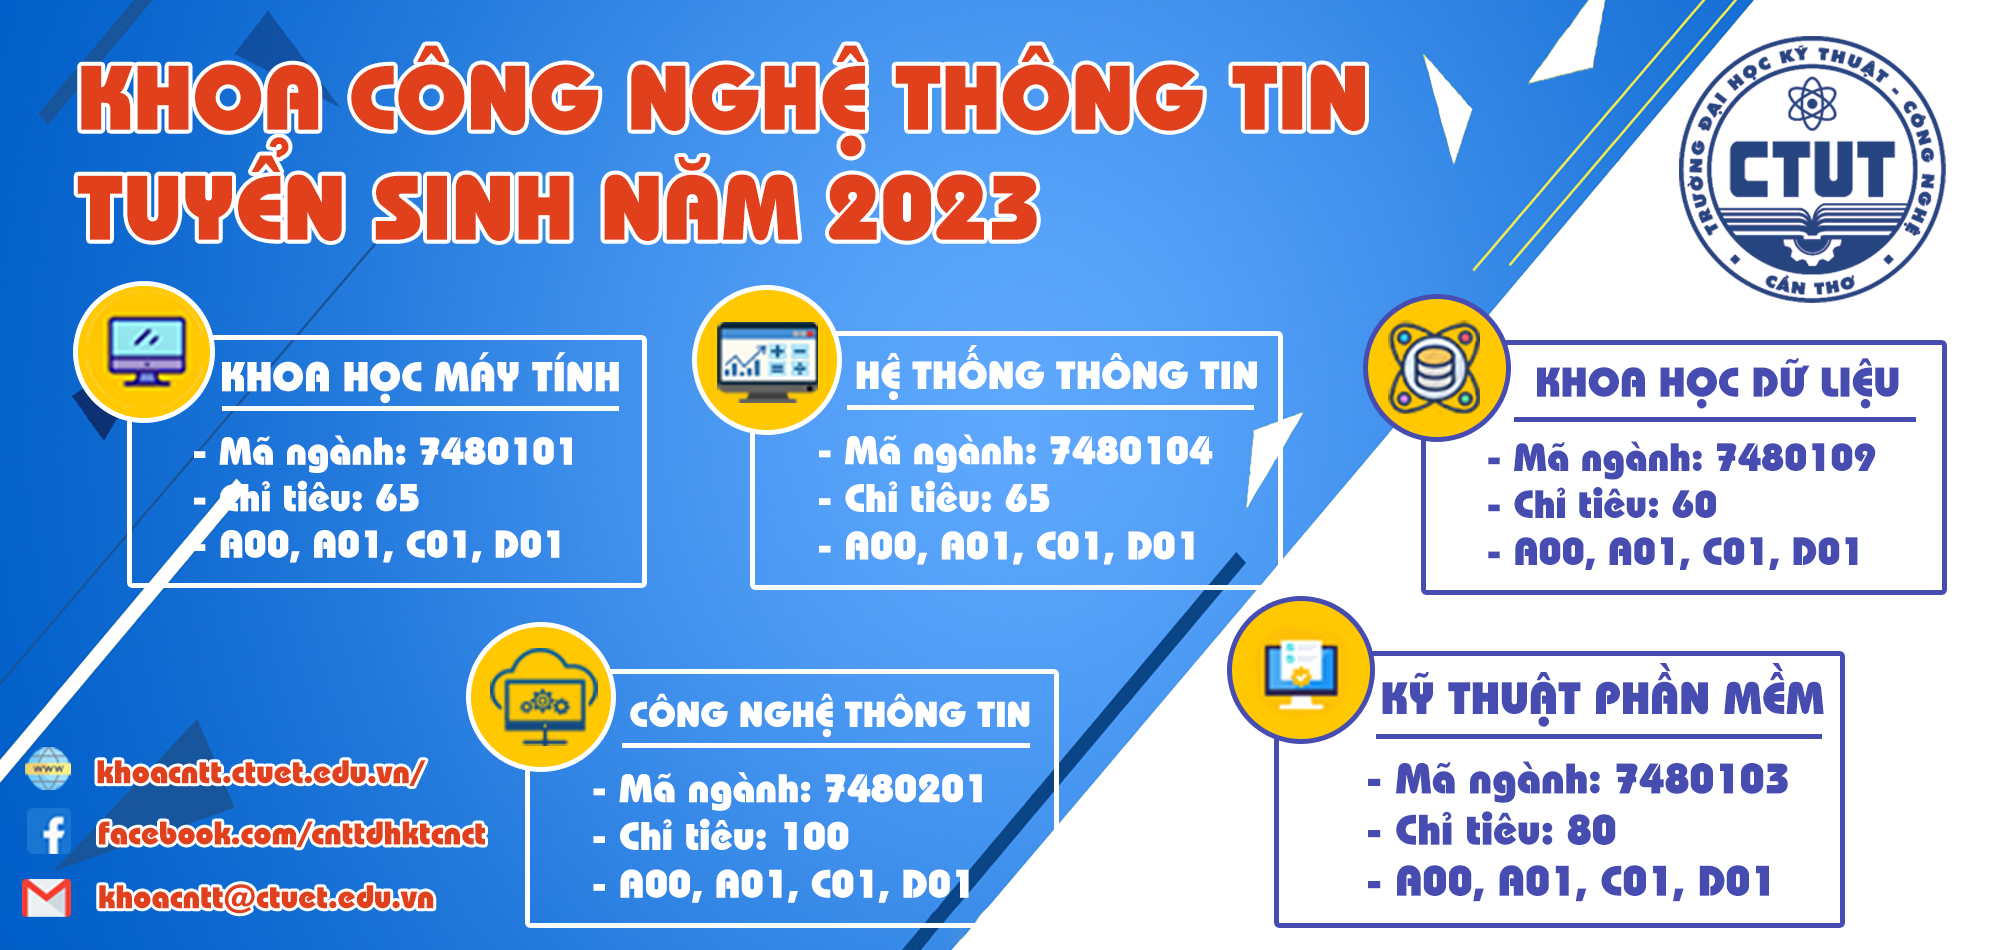 KHOA CÔNG NGHỆ THÔNG TIN
TUYỂN SINH NĂM 2023
TRƯỜNG ĐẠI HỌC KỸ THUẬT - CÔNG NGHỆ
CTUT
CẦN THƠ
KHOA HỌC MÁY TÍNH
- Mã ngành: 7480101
- Chỉ tiêu: 65
- A00, A01, C01, D01
HỆ THỐNG THÔNG TIN
- Mã ngành: 7480104
- Chỉ tiêu: 65
- A00, A01, C01, D01
KHOA HỌC DỮ LIỆU
- Mã ngành: 7480109
- Chỉ tiêu: 60
- A00, A01, C01, D01
CÔNG NGHỆ THÔNG TIN
- Mã ngành: 7480201
- Chỉ tiêu: 100
- A00, A01, C01, D01
KỸ THUẬT PHẦN MỀM
- Mã ngành: 7480103
- Chỉ tiêu: 80
- A00, A01, C01, D01
WWW
khoacntt.ctuet.edu.vn/
facebook.com/cnttdhktcnct
khoacntt@ctuet.edu.vn